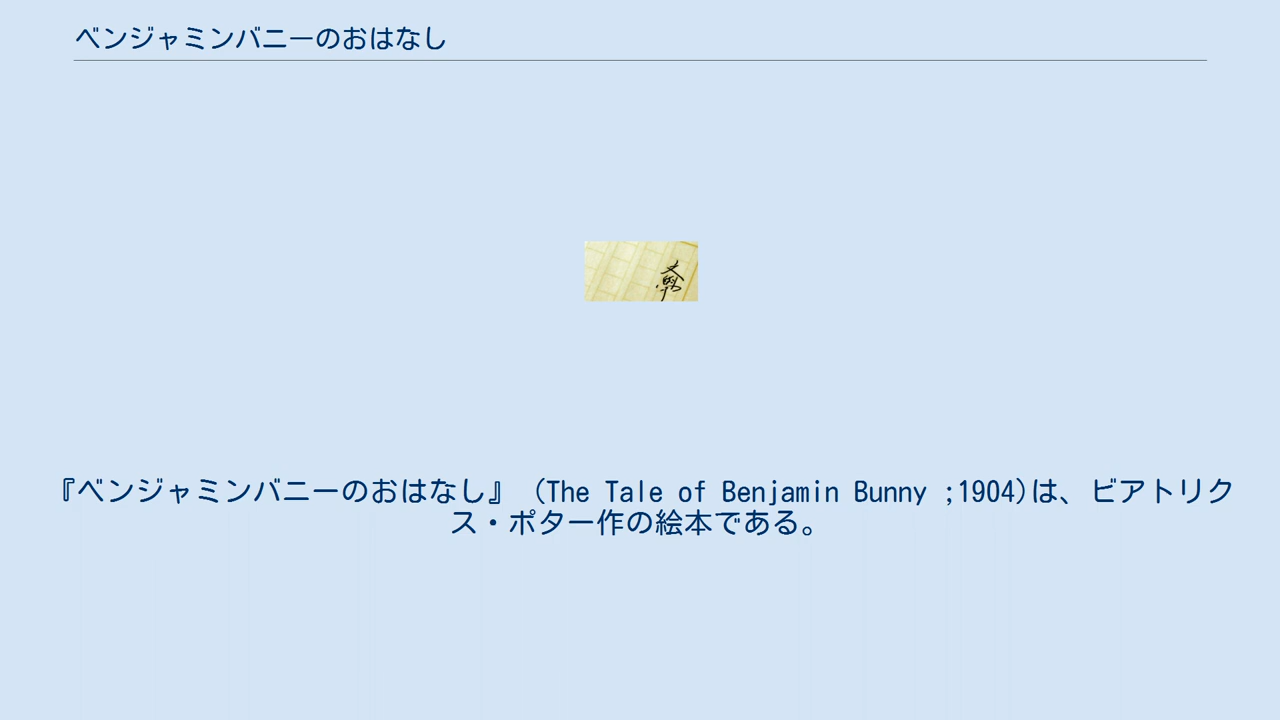 ベンジャミンバニーのおはなし
『ベンジャミンバニーのおはなし』 (The Tale of Benjamin Bunny ;1904)は、ビアトリク
ス・ポター作の絵本である。